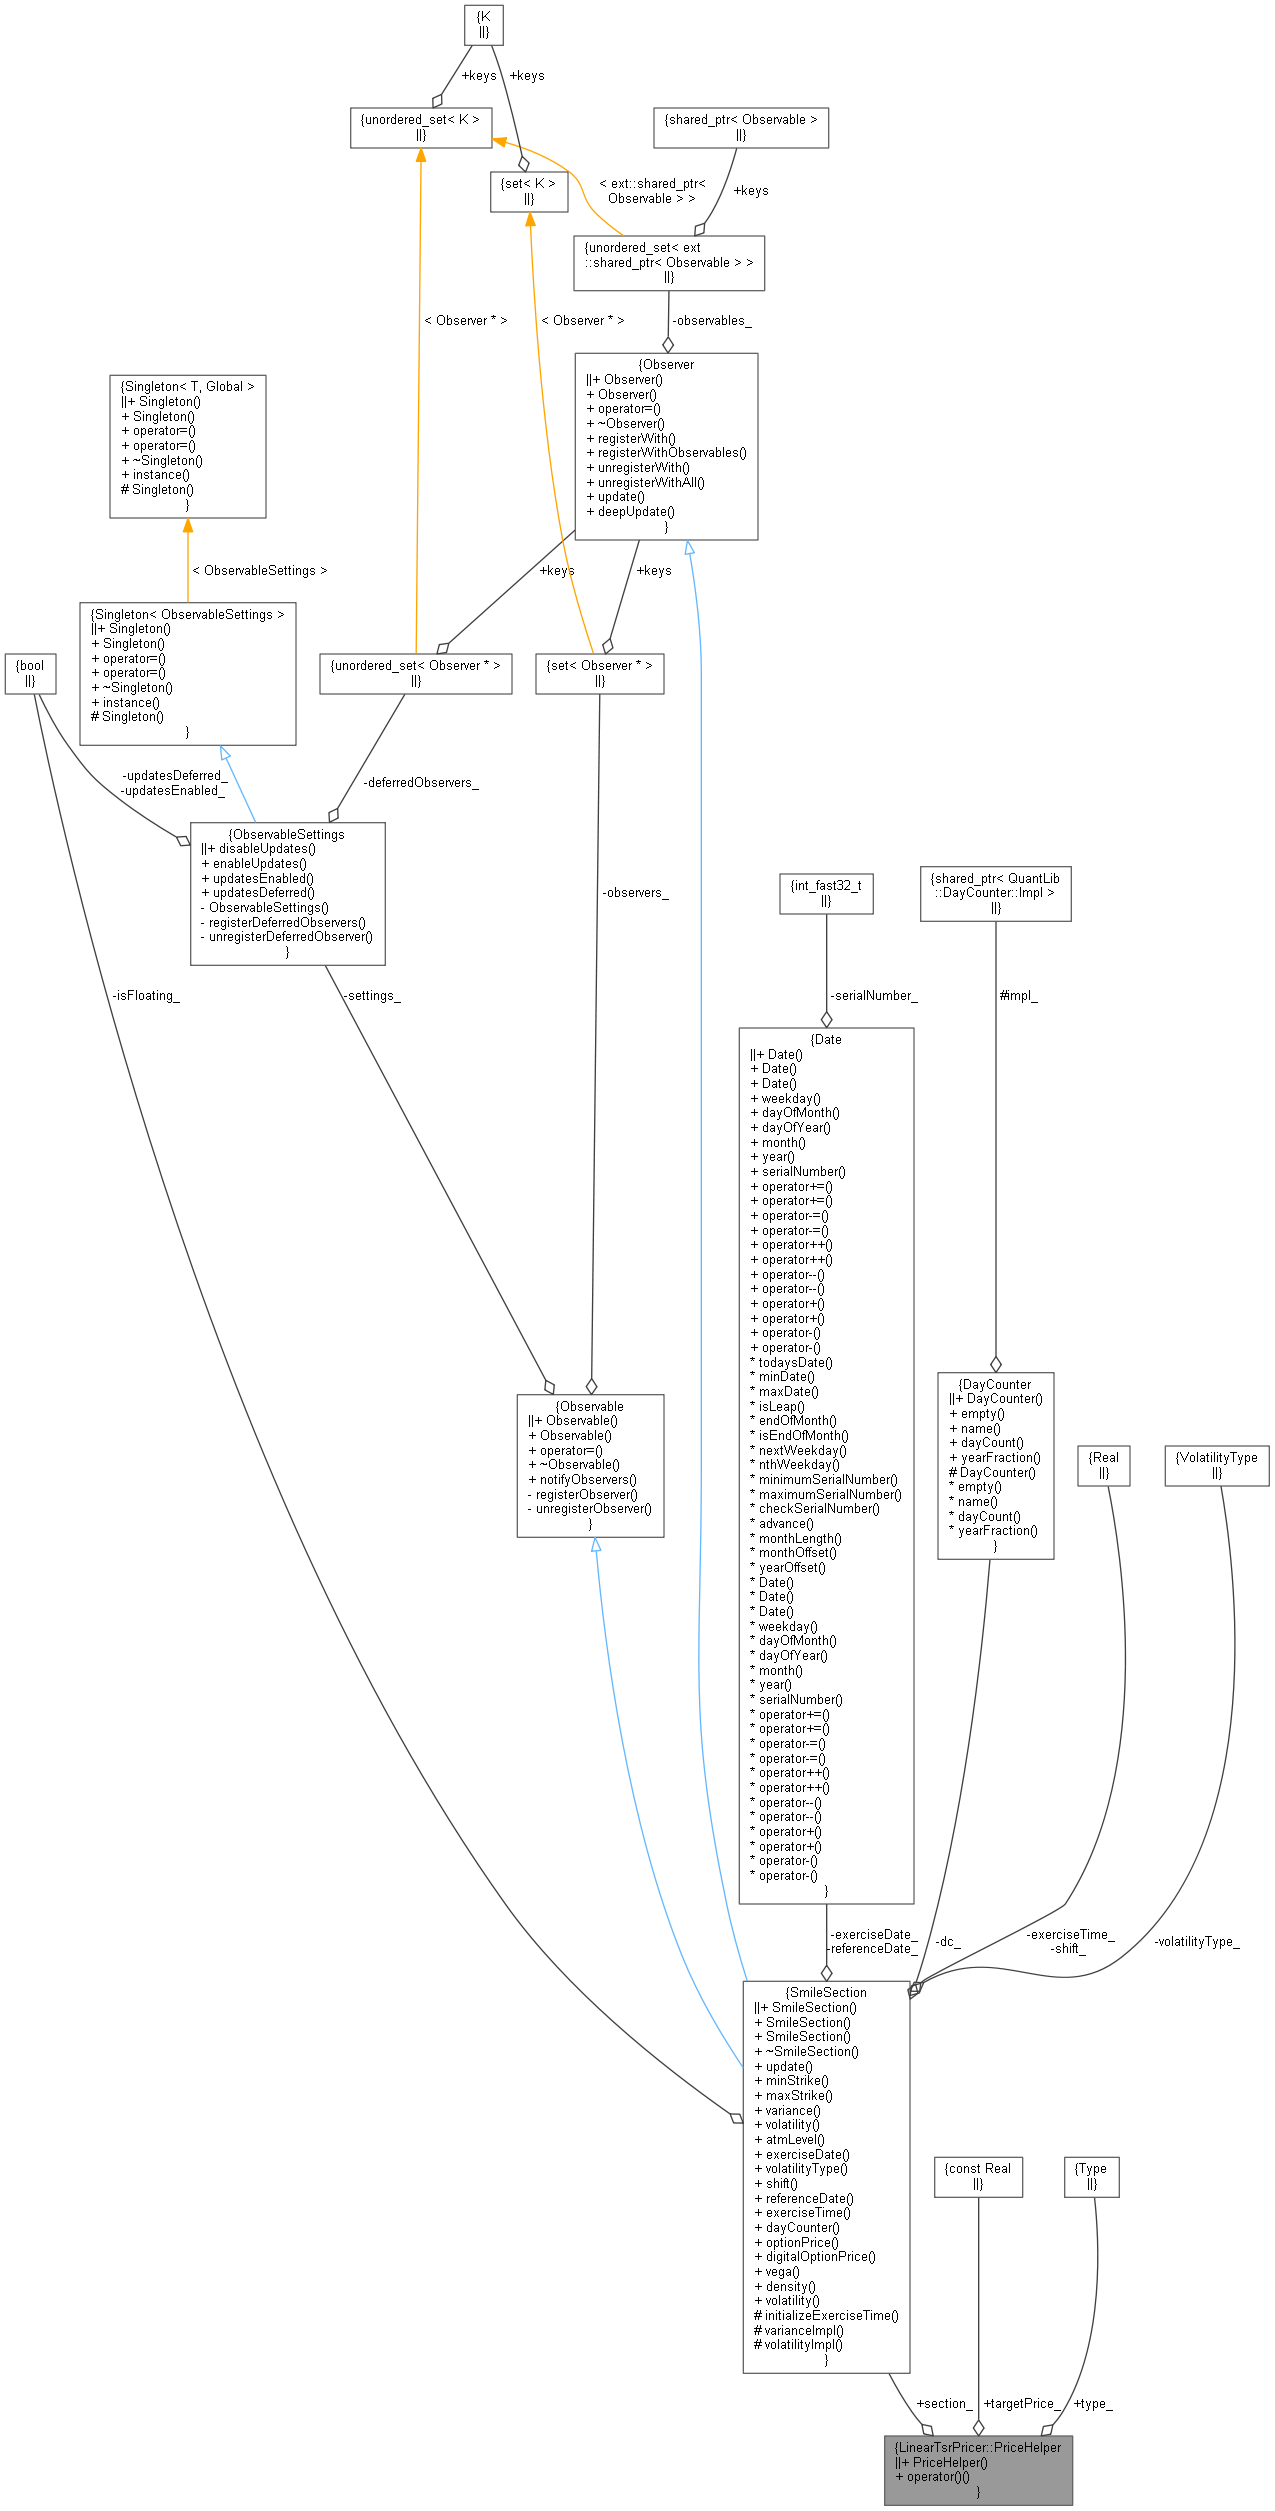 {K
||}
+keys
+keys
{unordered_set< K >
||}
{shared_ptr< Observable >
||}
{set< K >
||}
< ext::shared_ptr<
Observable > >
+keys
{unordered_set< ext
::shared_ptr< Observable > >
||}
< Observer * >
< Observer * >
-observables_
{Observer
||+ Observer()
+ Observer()
+ operator=()
+ ~Observer()
+ registerWith()
+ registerWithObservables()
+ unregisterWith()
+ unregisterWithAll()
+ update()
+ deepUpdate()
}
{Singleton< T, Global >
||+ Singleton()
+ Singleton()
+ operator=()
+ operator=()
+ ~Singleton()
+ instance()
# Singleton()
}
< ObservableSettings >
+keys
+keys
{Singleton< ObservableSettings >
||+ Singleton()
+ Singleton()
+ operator=()
+ operator=()
+ ~Singleton()
+ instance()
# Singleton()
}
{bool
||}
{unordered_set< Observer * >
||}
{set< Observer * >
||}
-updatesDeferred_
-updatesEnabled_
-deferredObservers_
{ObservableSettings
||+ disableUpdates()
+ enableUpdates()
+ updatesEnabled()
+ updatesDeferred()
- ObservableSettings()
- registerDeferredObservers()
- unregisterDeferredObserver()
}
-observers_
{int_fast32_t
||}
{shared_ptr< QuantLib
::DayCounter::Impl >
||}
-isFloating_
-settings_
-serialNumber_
#impl_
{Date
||+ Date()
+ Date()
+ Date()
+ weekday()
+ dayOfMonth()
+ dayOfYear()
+ month()
+ year()
+ serialNumber()
+ operator+=()
+ operator+=()
+ operator-=()
+ operator-=()
+ operator++()
+ operator++()
+ operator--()
+ operator--()
+ operator+()
+ operator+()
+ operator-()
+ operator-()
* todaysDate()
* minDate()
* maxDate()
* isLeap()
* endOfMonth()
* isEndOfMonth()
* nextWeekday()
* nthWeekday()
* minimumSerialNumber()
* maximumSerialNumber()
* checkSerialNumber()
* advance()
* monthLength()
* monthOffset()
* yearOffset()
* Date()
* Date()
* Date()
* weekday()
* dayOfMonth()
* dayOfYear()
* month()
* year()
* serialNumber()
* operator+=()
* operator+=()
* operator-=()
* operator-=()
* operator++()
* operator++()
* operator--()
* operator--()
* operator+()
* operator+()
* operator-()
* operator-()
}
{Observable
||+ Observable()
+ Observable()
+ operator=()
+ ~Observable()
+ notifyObservers()
- registerObserver()
- unregisterObserver()
}
{DayCounter
||+ DayCounter()
+ empty()
+ name()
+ dayCount()
+ yearFraction()
# DayCounter()
* empty()
* name()
* dayCount()
* yearFraction()
}
{Real
||}
{VolatilityType
||}
-exerciseDate_
-referenceDate_
-dc_
-exerciseTime_
-shift_
-volatilityType_
{SmileSection
||+ SmileSection()
+ SmileSection()
+ SmileSection()
+ ~SmileSection()
+ update()
+ minStrike()
+ maxStrike()
+ variance()
+ volatility()
+ atmLevel()
+ exerciseDate()
+ volatilityType()
+ shift()
+ referenceDate()
+ exerciseTime()
+ dayCounter()
+ optionPrice()
+ digitalOptionPrice()
+ vega()
+ density()
+ volatility()
# initializeExerciseTime()
# varianceImpl()
# volatilityImpl()
}
{const Real
||}
{Type
||}
+section_
+targetPrice_
+type_
{LinearTsrPricer::PriceHelper
||+ PriceHelper()
+ operator()()
}